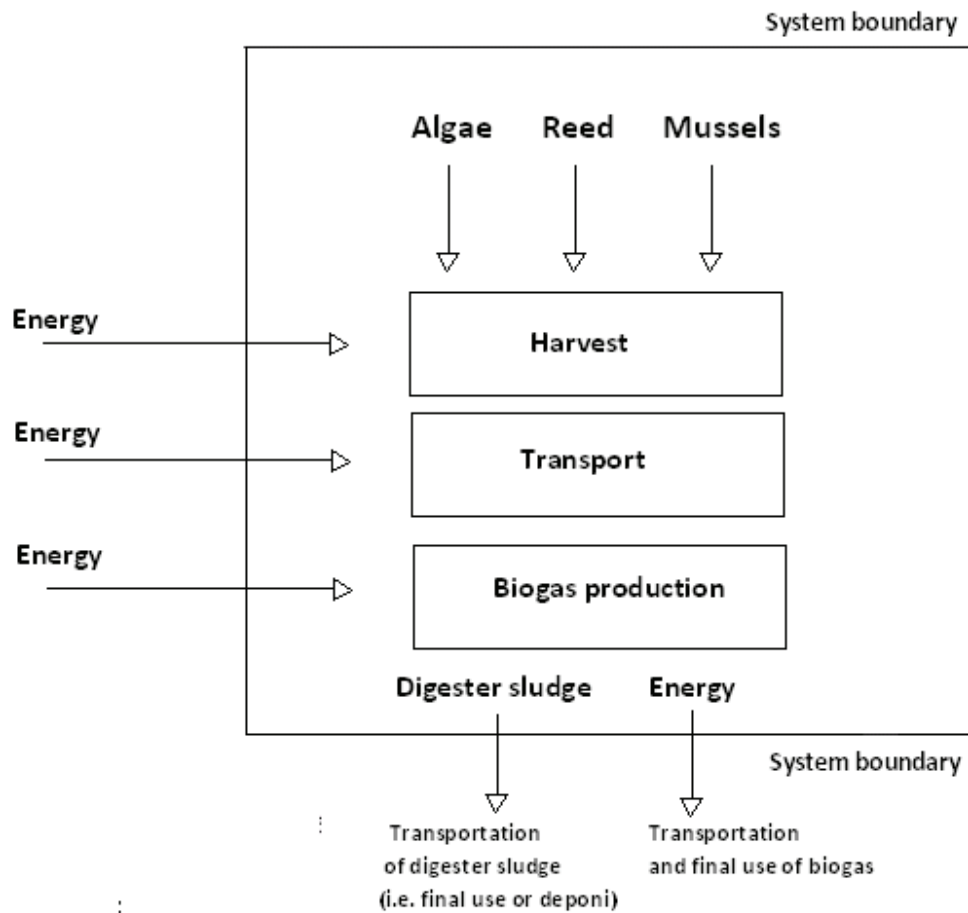 System boundary
Algae Reed Mussels
Energy
Harvest
Energy
Transport
Energy
Biogas production
Digester sludge Energy
System boundary
Transportation
of digester sludge
(i.e. final use or deponi)
Transportation
and final use of biogas